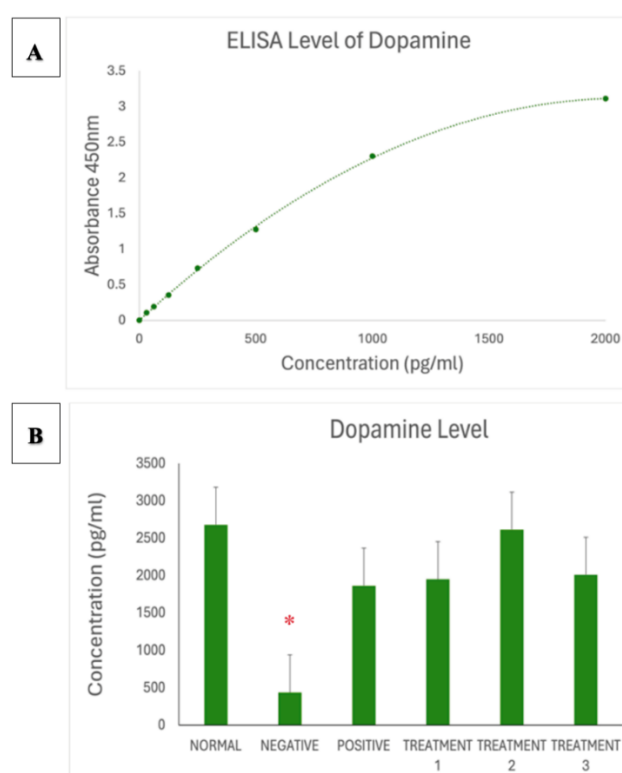 A
ELISA Level of Dopamine
Absorbance 450nm
3.5
3
2.5
2
1.5
1
0.5
0
0 500 1000 1500 2000
Concentration (pg/ml)
B
Dopamine Level
Concentration (pg/ml)
3500
3000
2500
2000
1500
1000
500
0
*
NORMAL NEGATIVE POSITIVE TREATMENT TREATMENT TREATMENT
1 2 3